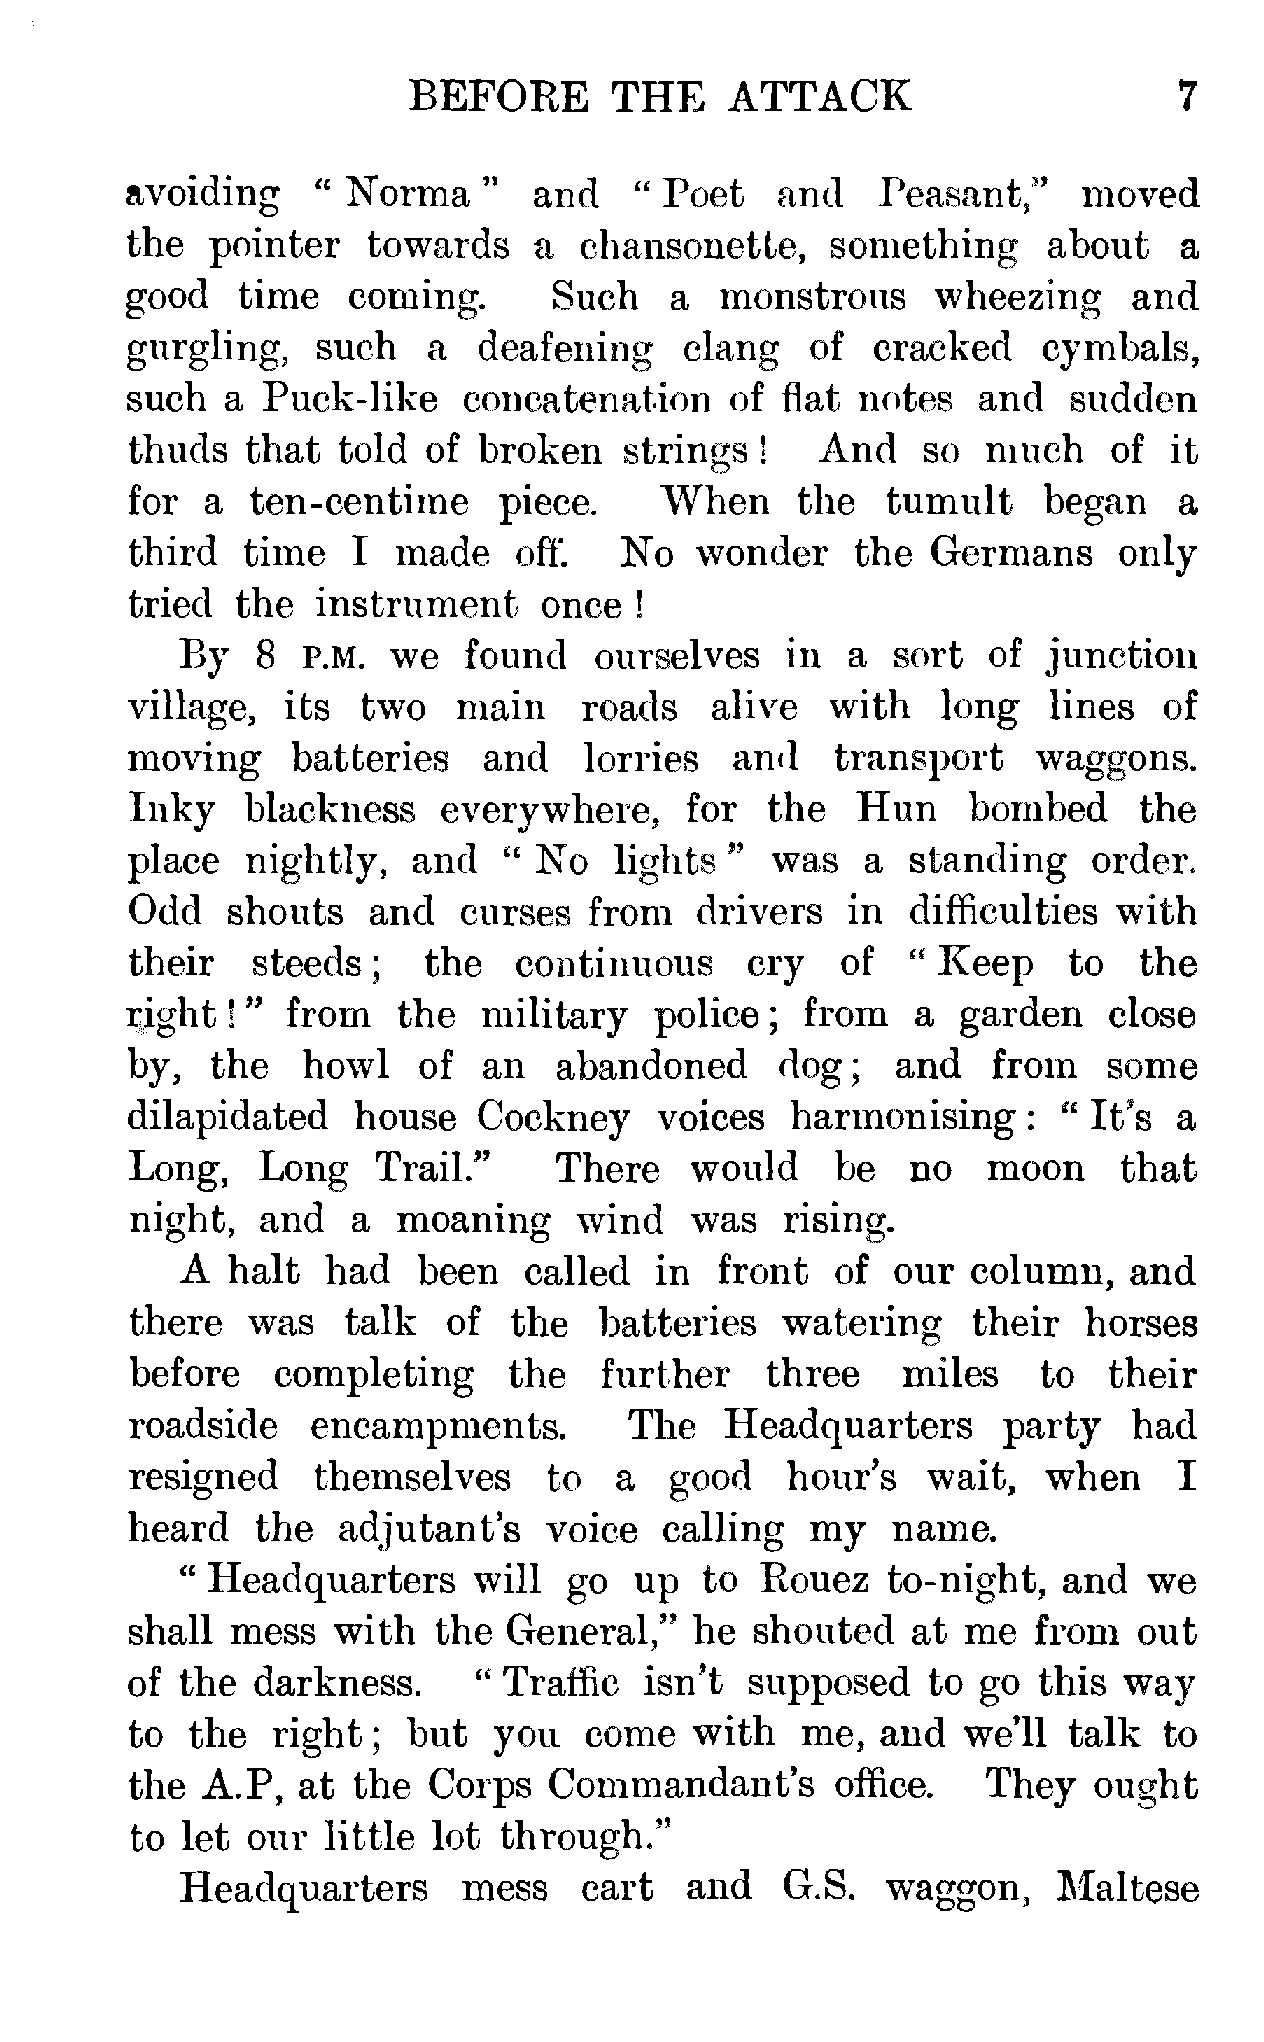 BEFORE THE ATTACK 7
avoiding " Norma " and " Poet and Peasant," moved
the pointer towards a chansonette, something about a
good time coming. Such a monstrous wheezing and
gurgling, such a deafening clang of cracked cymbals,
such a Puck-like concatenation of flat notes and sudden
thuds that told of broken strings ! And so much of it
for a ten-centime piece. When the tumult began a
third time I made off. No wonder the Germans only
tried the instrument once !
By 8 P.M. we found ourselves in a sort of junction
village, its two main roads alive with long lines of
moving batteries and lorries and transport waggons.
Inky blackness everywhere, for the Hun bombed the
place nightly, and " No lights " was a standing order.
Odd shouts and curses from drivers in difficulties with
their steeds ; the continuous cry of " Keep to the
right ! " from the military police ; from a garden close
by, the howl of an abandoned dog ; and from some
dilapidated house Cockney voices harmonising : " It's a
Long, Long Trail." There would be no moon that
night, and a moaning wind was rising.
A halt had been called in front of our column, and
there was talk of the batteries watering their horses
before completing the further three miles to their
roadside encampments. The Headquarters party had
resigned themselves to a good hour's wait, when I
heard the adjutant's voice calling my name.
" Headquarters will go up to Rouez to-night, and we
shall mess with the General," he shouted at me from out
of the darkness. " Traffic isn't supposed to go this way
to the right ; but you come with me, and we'll talk to
the A.P, at the Corps Commandant's office. They ought
to let our little lot through."
Headquarters mess cart and G.S. waggon, Maltese